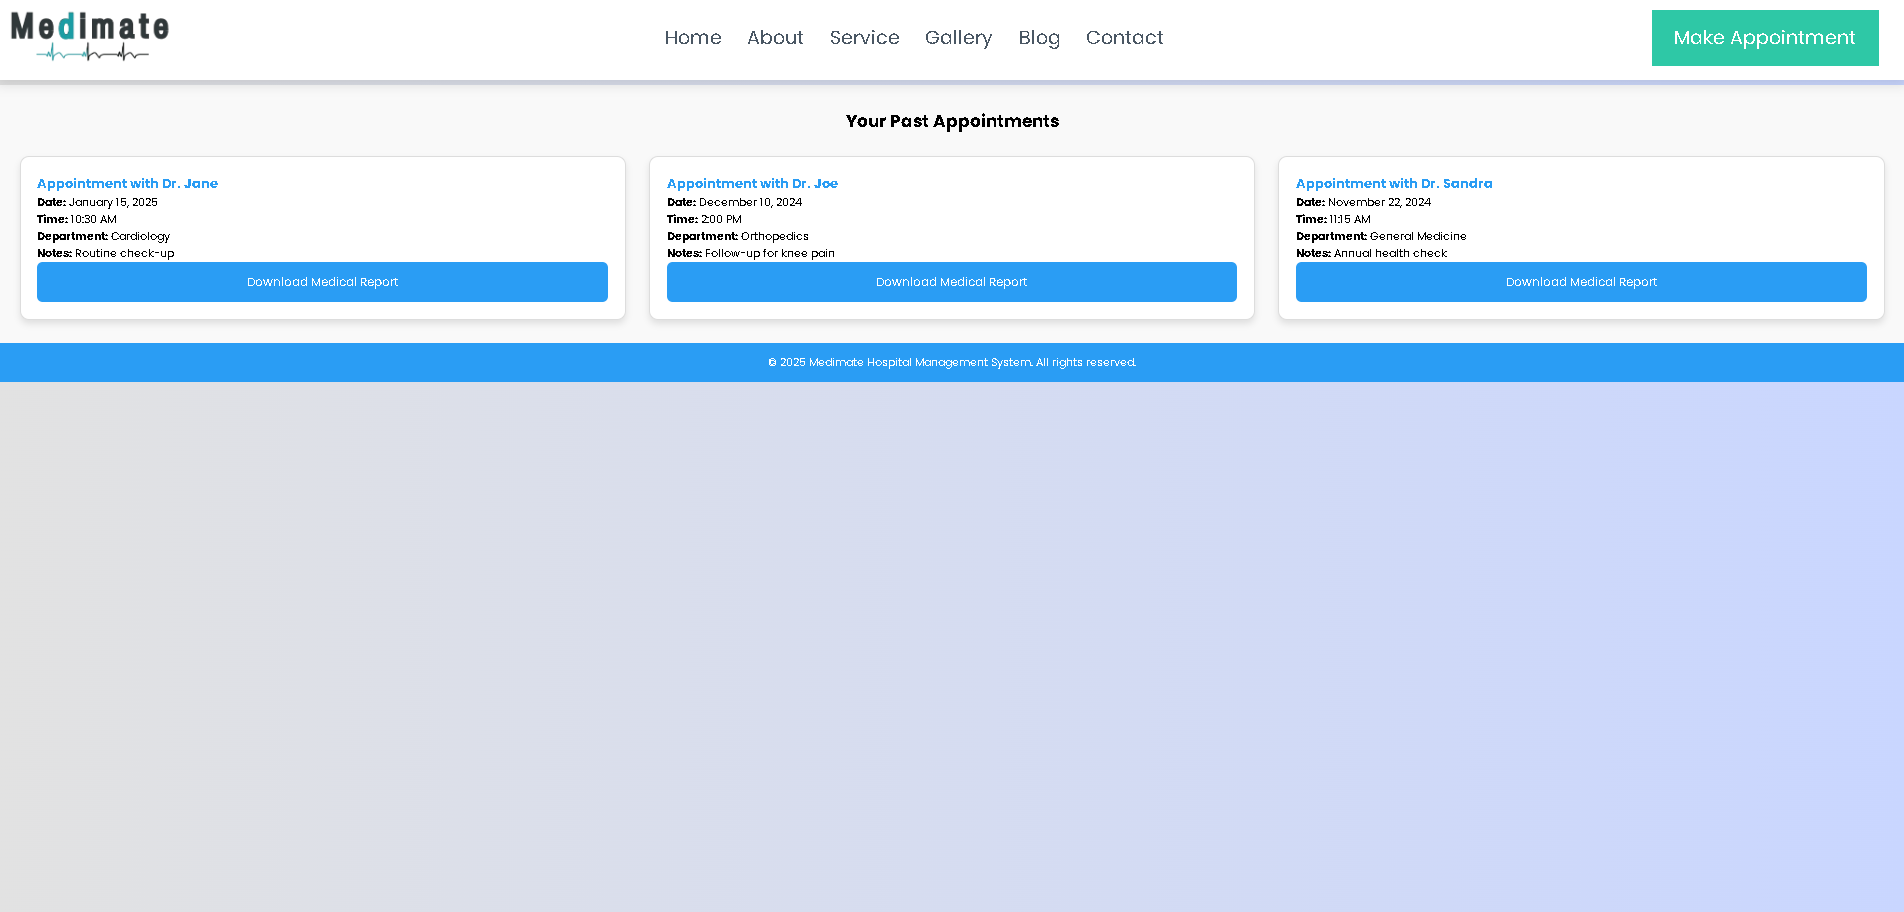 Medimate
Home About Service Gallery Blog Contact
Make Appointment
Your Past Appointments
Appointment with Dr. Jane
Date: January 15, 2025
Time: 10:30 AM
Department: Cardiology
Notes: Routine check-up
Download Medical Report
Appointment with Dr. Joe
Date: December 10, 2024
Time: 2:00 PM
Department: Orthopedics
Notes: Follow-up for knee pain
Download Medical Report
Appointment with Dr. Sandra
Date: November 22, 2024
Time: 11:15 AM
Department: General Medicine
Notes: Annual health check
Download Medical Report
© 2025 Medimate Hospital Management System. All rights reserved.